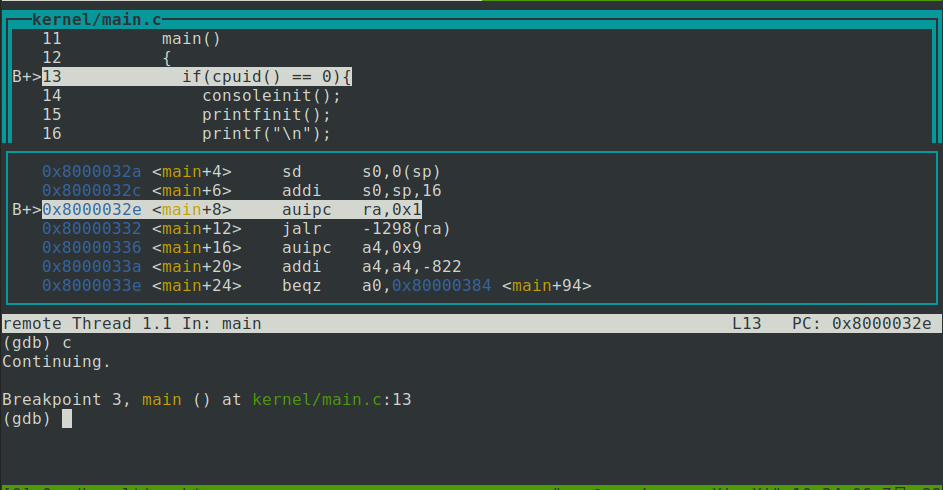 kernel/main.c
11 main()
12 {
B+>13 if(cpuid() == 0){
14 consoleinit();
15 printfinit();
16 printf("\n");
0x8000032a <main+4> sd s0,0(sp)
0x8000032c <main+6> addi s0,sp,16
B+>0x8000032e <main+8> auipc ra,0x1
0x80000332 <main+12> jalr -1298(ra)
0x80000336 <main+16> auipc a4,0x9
0x8000033a <main+20> addi a4,a4,-822
0x8000033e <main+24> beqz a0,0x80000384 <main+94>
remote Thread 1.1 In: main L13 PC: 0x8000032e
(gdb) c
Continuing.
Breakpoint 3, main () at kernel/main.c:13
(gdb)